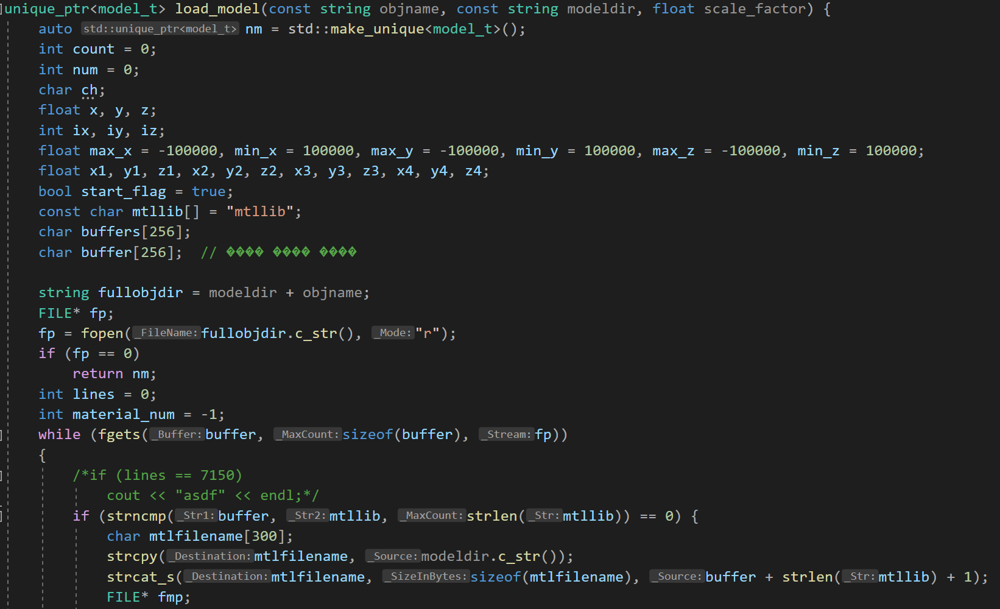 unique_ptr<model_t> load_model(const string objname, const string modeldir, float scale_factor) {
auto std::unique_ptr<model_t> nm = std::make_unique<model_t>();
int count = 0;
int num = 0;
char ch;
float x, y, z;
int ix, iy, iz;
float max_x = -100000, min_x = 100000, max_y = -100000, min_y = 100000, max_z = -100000, min_z = 100000;
float x1, y1, z1, x2, y2, z2, x3, y3, z3, x4, y4, z4;
bool start_flag = true;
const char mtllib[] = "mtllib";
char buffers[256];
char buffer[256]; // ���� ���� ����
string fullobjdir = modeldir + objname;
FILE* fp;
fp = fopen(_FileName:fullobjdir.c_str(), _Mode:"r");
if (fp == 0)
return nm;
int lines = 0;
int material_num = -1;
while (fgets(_Buffer:buffer, _MaxCount:sizeof(buffer), _Stream:fp))
{
/*if (lines == 7150)
cout << "asdf" << endl;*/
if (strncmp(_Str1:buffer, _Str2:mtllib, _MaxCount:strlen(_Str:mtllib)) == 0) {
char mtlfilename[300];
strcpy(_Destination:mtlfilename, _Source:modeldir.c_str());
strcat_s(_Destination:mtlfilename, _SizeInBytes:sizeof(mtlfilename), _Source:buffer + strlen(_Str:mtllib) + 1);
FILE* fmp;